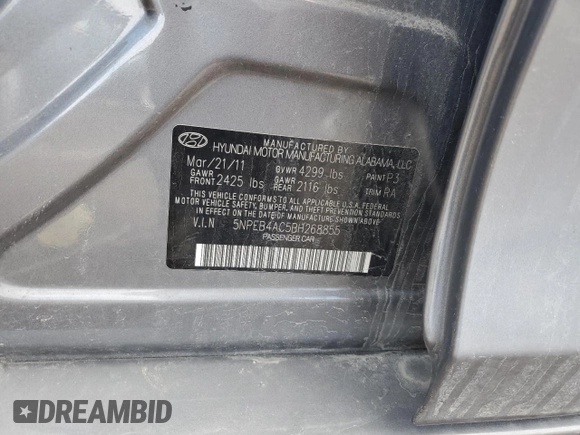 MANUFACTURED BY
HYUNDAI MOTOR MANUFACTURING ALABAMA, LLC
Mar/21/11 GVWR 4299 lbs PAINT P3
GAWR FRONT 2425 lbs GAWR REAR 2116 lbs TRIM RA
THIS VEHICLE CONFORMS TO ALL APPLICABLE U.S.A. FEDERAL
MOTOR VEHICLE SAFETY, BUMPER, AND THEFT PREVENTION STANDARDS
IN EFFECT ON THE DATE OF MANUFACTURE SHOWN ABOVE.
V.I.N 5NPEB4AC5BH268855
PASSENGER CAR
DREAMBID